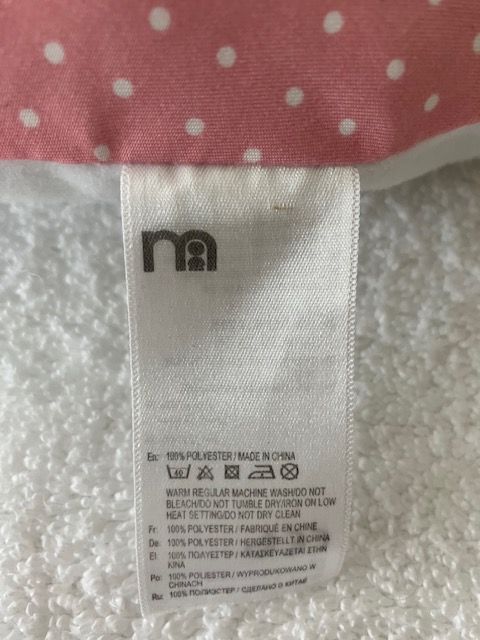 m
En: 100% POLYESTER / MADE IN CHINA
40
WARM REGULAR MACHINE WASH/DO NOT
BLEACH/DO NOT TUMBLE DRY/IRON ON LOW
HEAT SETTING/DO NOT DRY CLEAN
Fr: 100% POLYESTER / FABRIQUÉ EN CHINE
De: 100% POLYESTER / HERGESTELLT IN CHINA
El: 100% ΠΟΛΥΕΣΤΕΡ / ΚΑΤΑΣΚΕΥΑΖΕΤΑΙ ΣΤΗΝ
ΚΙΝΑ
Po: 100% POLIESTER / WYPRODUKOWANO W
CHINACH
Ru: 100% ПОЛИЭСТЕР / СДЕЛАНО В КИТАЕ